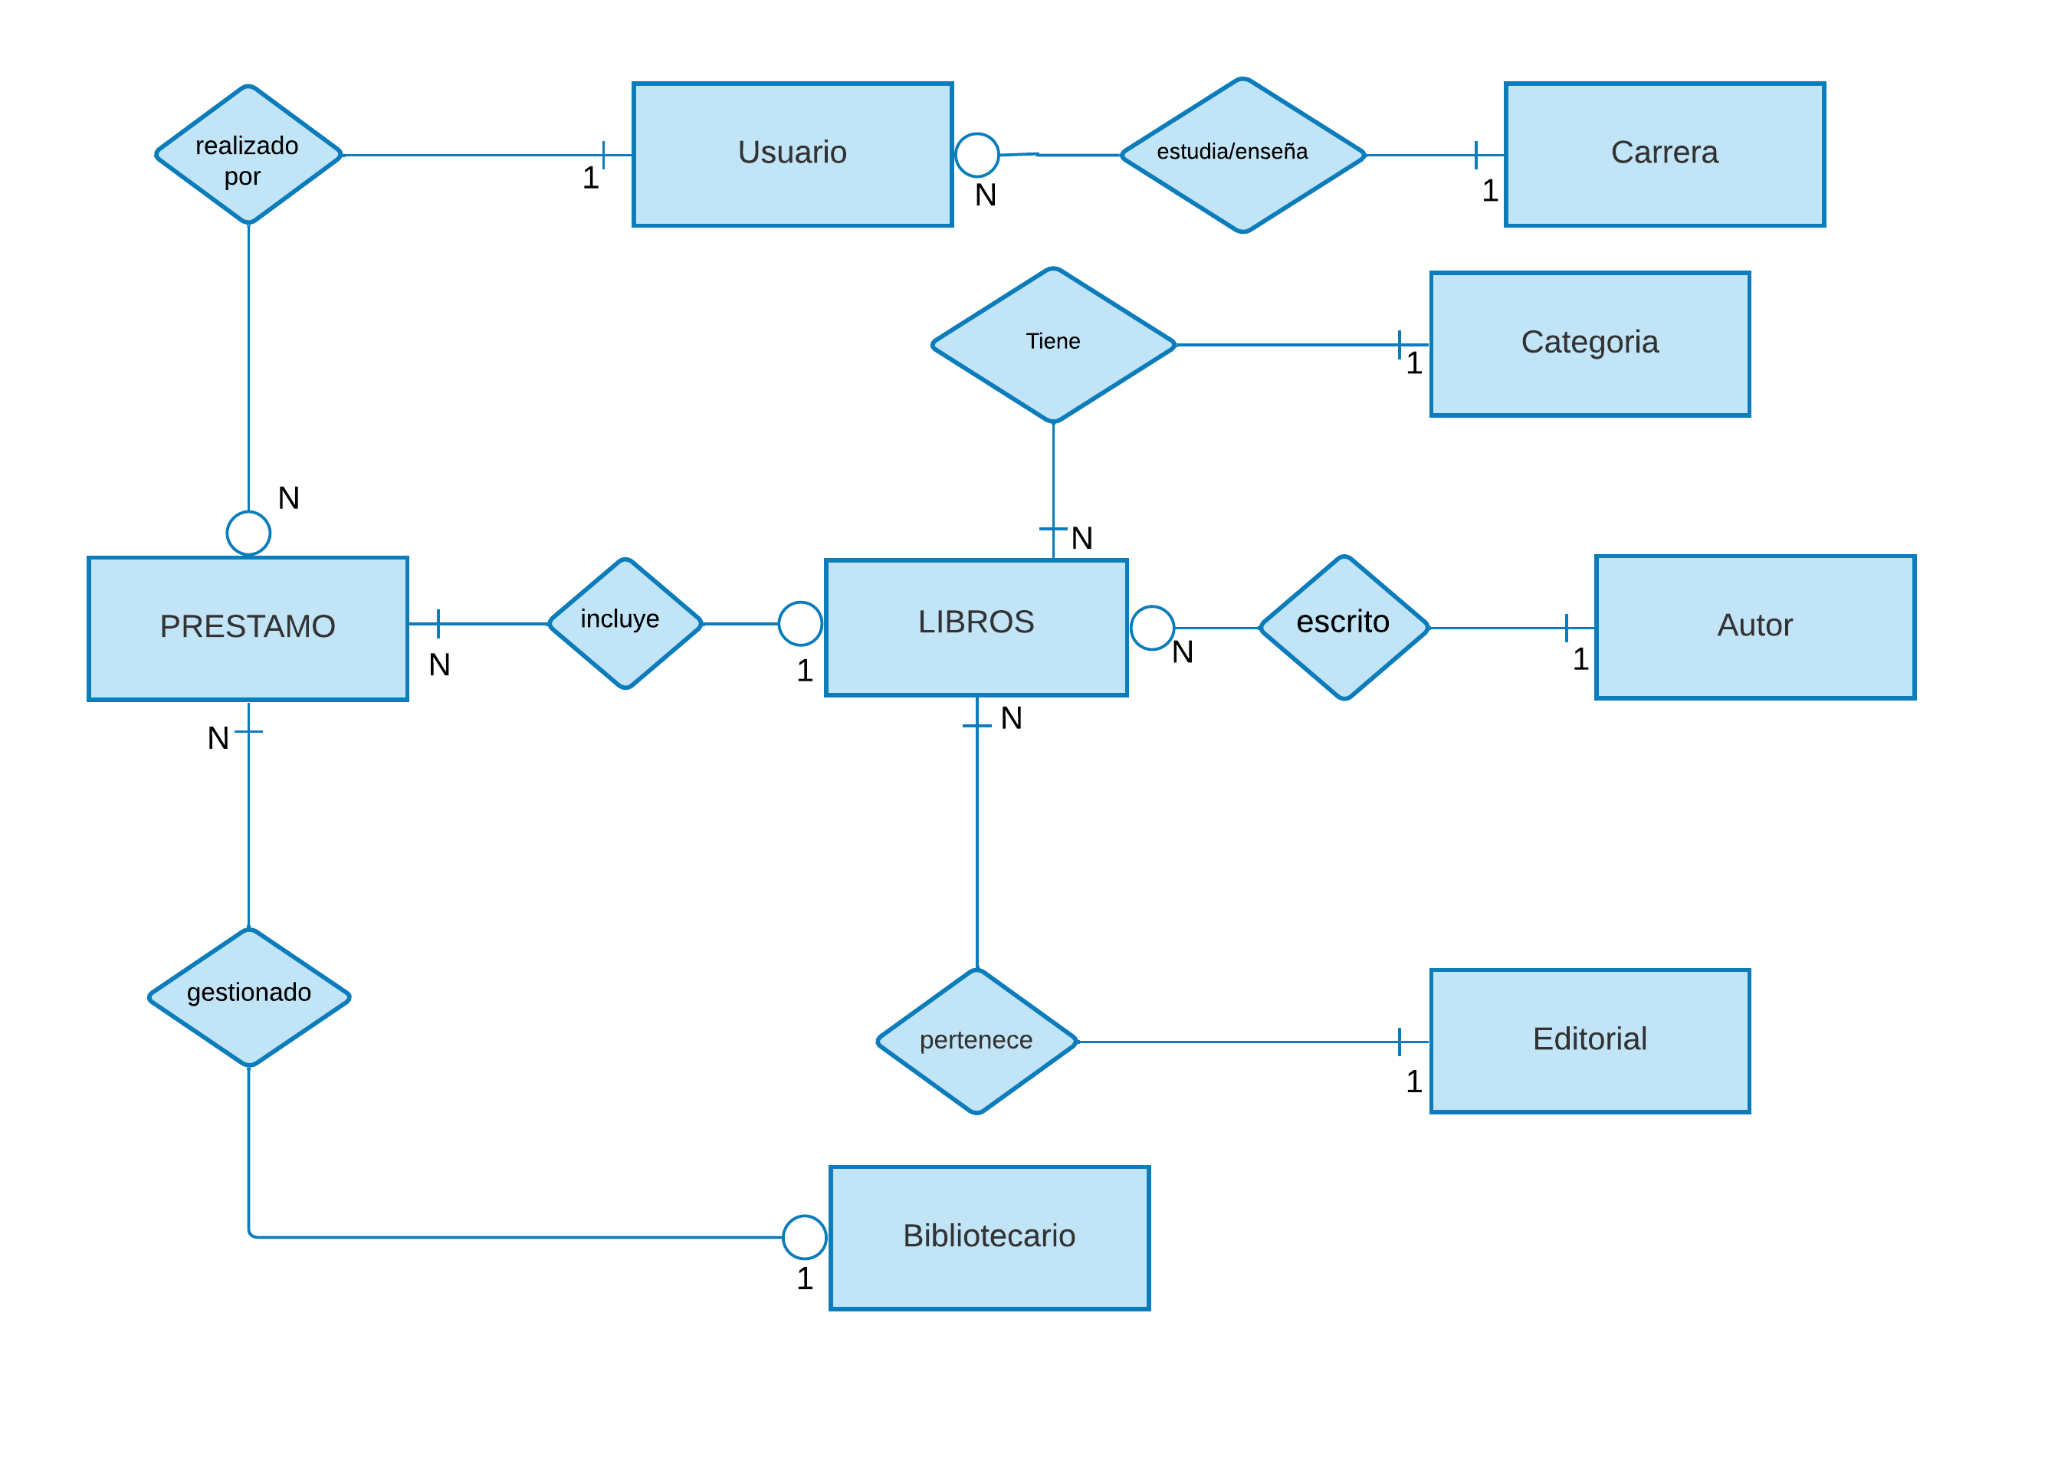 realizado
por
1
Usuario
N
estudia/enseña
1
Carrera
Tiene
1
Categoria
N
N
PRESTAMO
N
incluye
1
LIBROS
N
escrito
1
Autor
N
N
gestionado
pertenece
1
Editorial
1
Bibliotecario